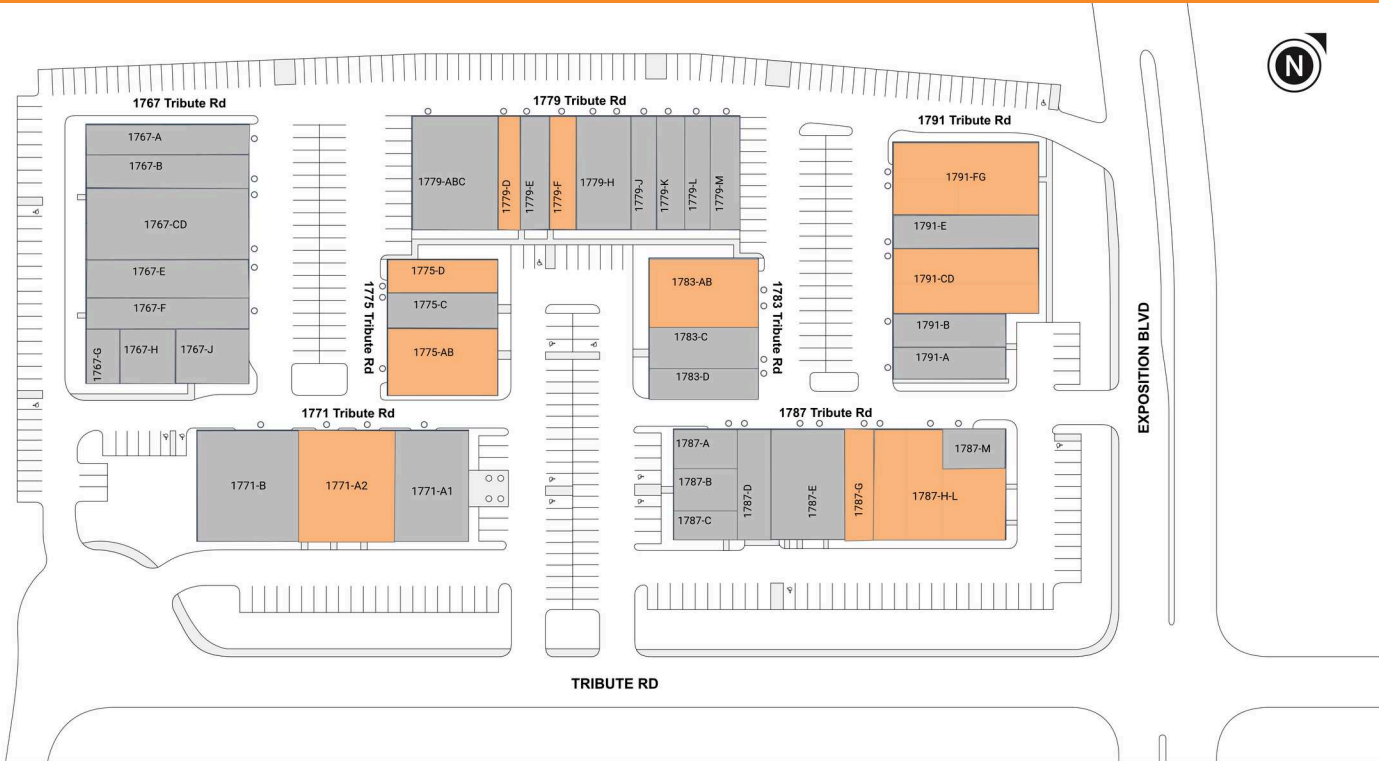 N
1767 Tribute Rd
1767-A
1767-B
1767-CD
1767-E
1767-F
1767-G
1767-H
1767-J
1779 Tribute Rd
1779-ABC
1779-D
1779-E
1779-F
1779-H
1779-J
1779-K
1779-L
1779-M
1791 Tribute Rd
1791-FG
1791-E
1791-CD
1791-B
1791-A
1775 Tribute Rd
1775-D
1775-C
1775-AB
1783 Tribute Rd
1783-AB
1783-C
1783-D
EXPOSITION BLVD
1771 Tribute Rd
1771-B
1771-A2
1771-A1
1787 Tribute Rd
1787-A
1787-B
1787-C
1787-D
1787-E
1787-G
1787-H-L
1787-M
TRIBUTE RD